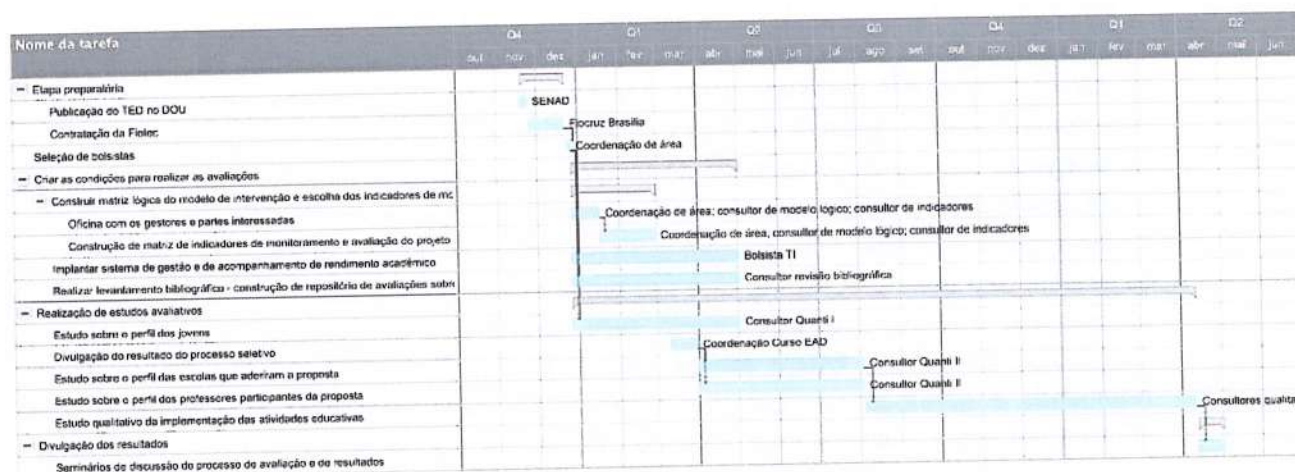 Nome da tarefa
Q4 Q1 Q2 Q3 Q4 Q1 Q2
out nov dez jan fev mar abr mai jun jul ago set out nov dez jan fev mar abr mai jun
− Etapa preparatória
Publicação do TED no DOU
SENAD
Contratação da Fiotec
Fiocruz Brasília
Seleção de bolsistas
Coordenação de área
− Criar as condições para realizar as avaliações
− Construir matriz lógica do modelo de intervenção e escolha dos indicadores de mo
Oficina com os gestores e partes interessadas
Coordenação de área; consultor de modelo lógico; consultor de indicadores
Construção de matriz de indicadores de monitoramento e avaliação do projeto
Coordenação de área, consultor de modelo lógico; consultor de indicadores
Implantar sistema de gestão e de acompanhamento de rendimento acadêmico
Bolsista TI
Realizar levantamento bibliográfico - construção de repositório de avaliações sobre
Consultor revisão bibliográfica
− Realização de estudos avaliativos
Estudo sobre o perfil dos jovens
Consultor Quanti I
Divulgação do resultado do processo seletivo
Coordenação Curso EAD
Estudo sobre o perfil das escolas que aderiram a proposta
Consultor Quanti II
Estudo sobre o perfil dos professores participantes da proposta
Consultor Quanti II
Estudo qualitativo da implementação das atividades educativas
Consultores qualita
− Divulgação dos resultados
Seminários de discussão do processo de avaliação e de resultados